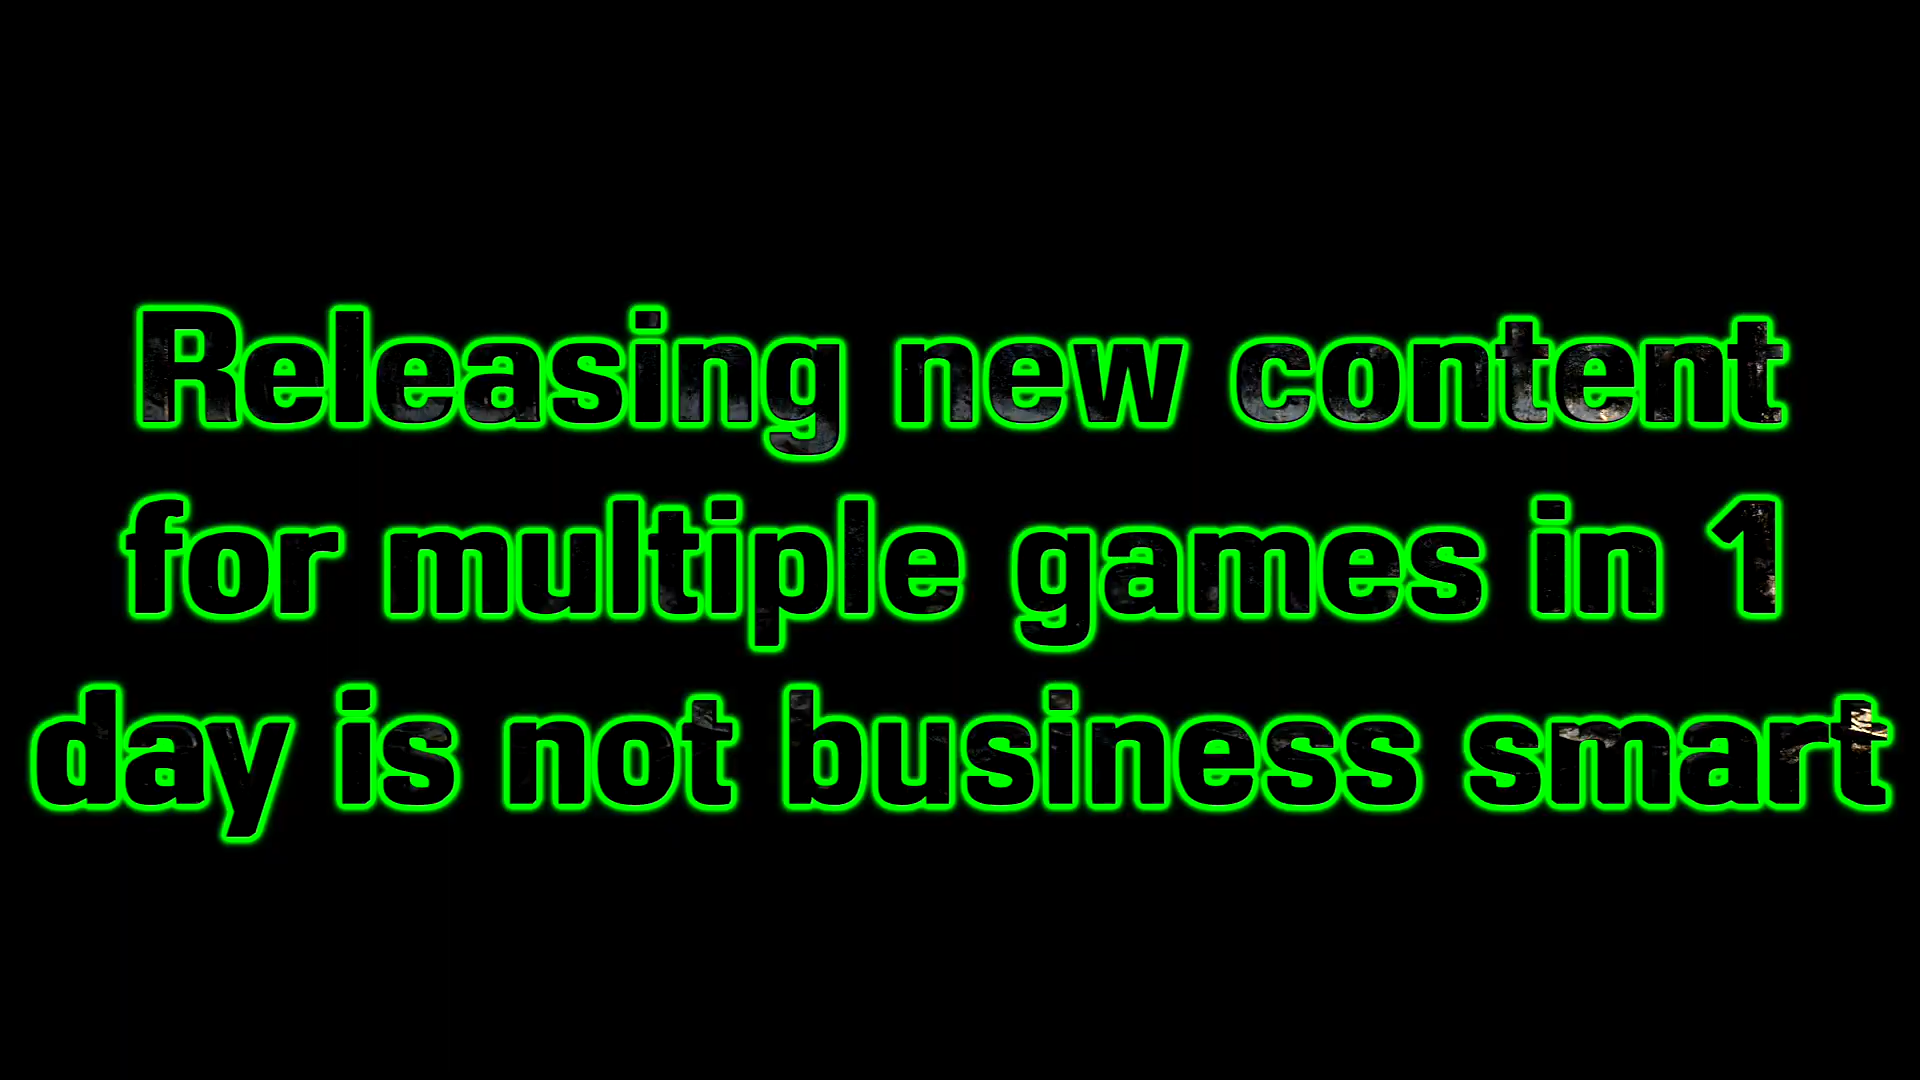 Releasing new content
for multiple games in 1
day is not business smart